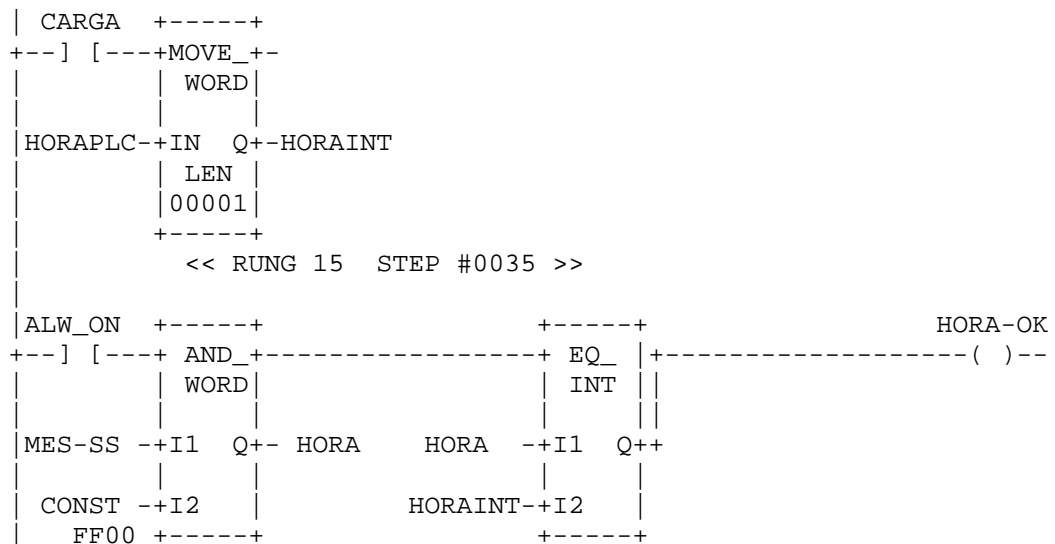 | CARGA  +-----+
+--] [---+MOVE_+-
|        | WORD|
|        |     |
|HORAPLC-+IN  Q+-HORAINT
|        | LEN |
|        |00001|
|        +-----+
|          << RUNG 15  STEP #0035 >>
|
|ALW_ON  +-----+                 +-----+                    HORA-OK
+--] [---+ AND_+-----------------+ EQ_ |+-------------------( )--
|        | WORD|                 | INT ||
|        |     |                 |     ||
|MES-SS -+I1  Q+- HORA    HORA  -+I1  Q++
|        |     |                 |     |
| CONST -+I2   |         HORAINT-+I2   |
|   FF00 +-----+                 +-----+